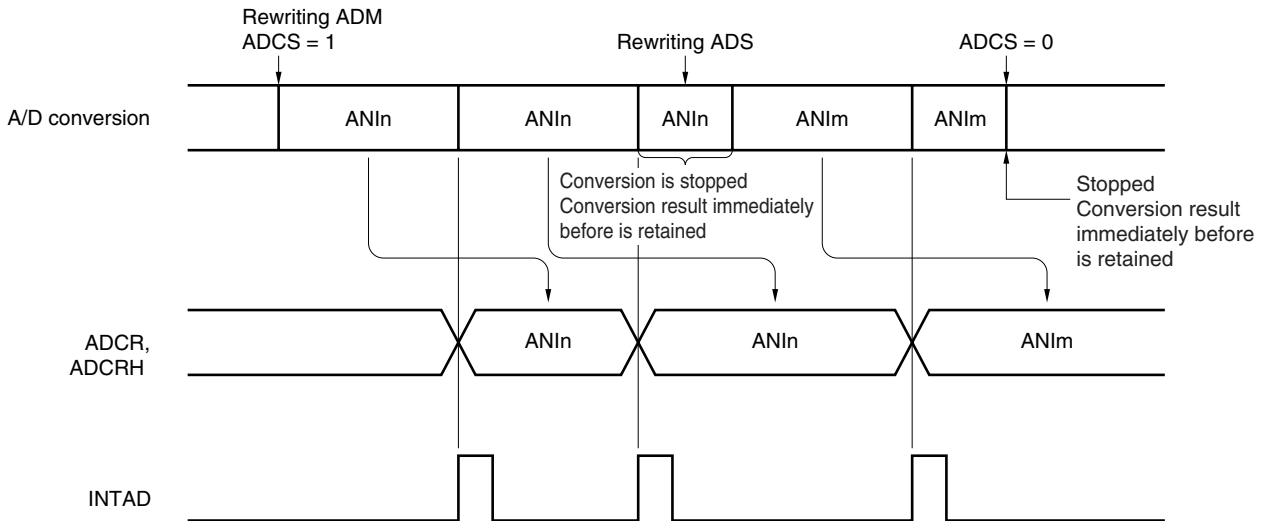 Rewriting ADM
ADCS = 1
Rewriting ADS
ADCS = 0
A/D conversion
ANIn
ANIn
ANIn
ANIm
ANIm
Conversion is stopped
Conversion result immediately
before is retained
Stopped
Conversion result
immediately before
is retained
ADCR,
ADCRH
ANIn
ANIn
ANIm
INTAD